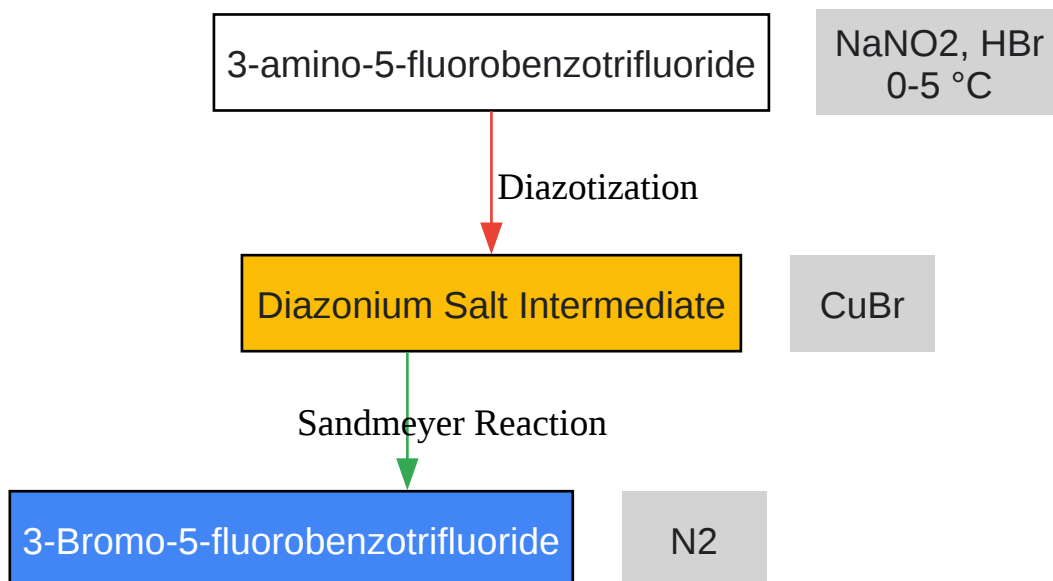 3-amino-5-fluorobenzotrifluoride
NaNO2, HBr
0-5 °C
Diazotization
Diazonium Salt Intermediate
CuBr
Sandmeyer Reaction
3-Bromo-5-fluorobenzotrifluoride
N2